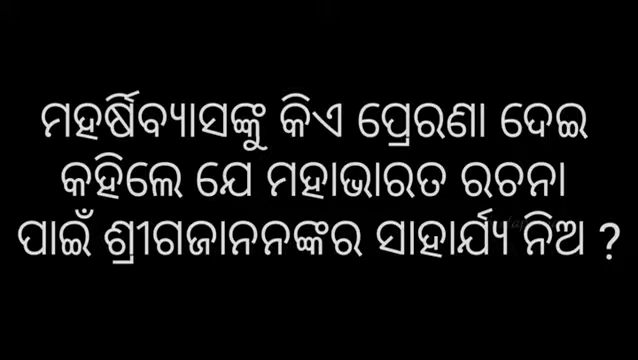 ମହର୍ଷିବ୍ୟାସଙ୍କୁ କିଏ ପ୍ରେରଣା ଦେଇ
କହିଲେ ଯେ ମହାଭାରତ ରଚନା
ପାଇଁ ଶ୍ରୀଗଜାନନଙ୍କର ସାହାର୍ଯ୍ୟ ନିଅ ?